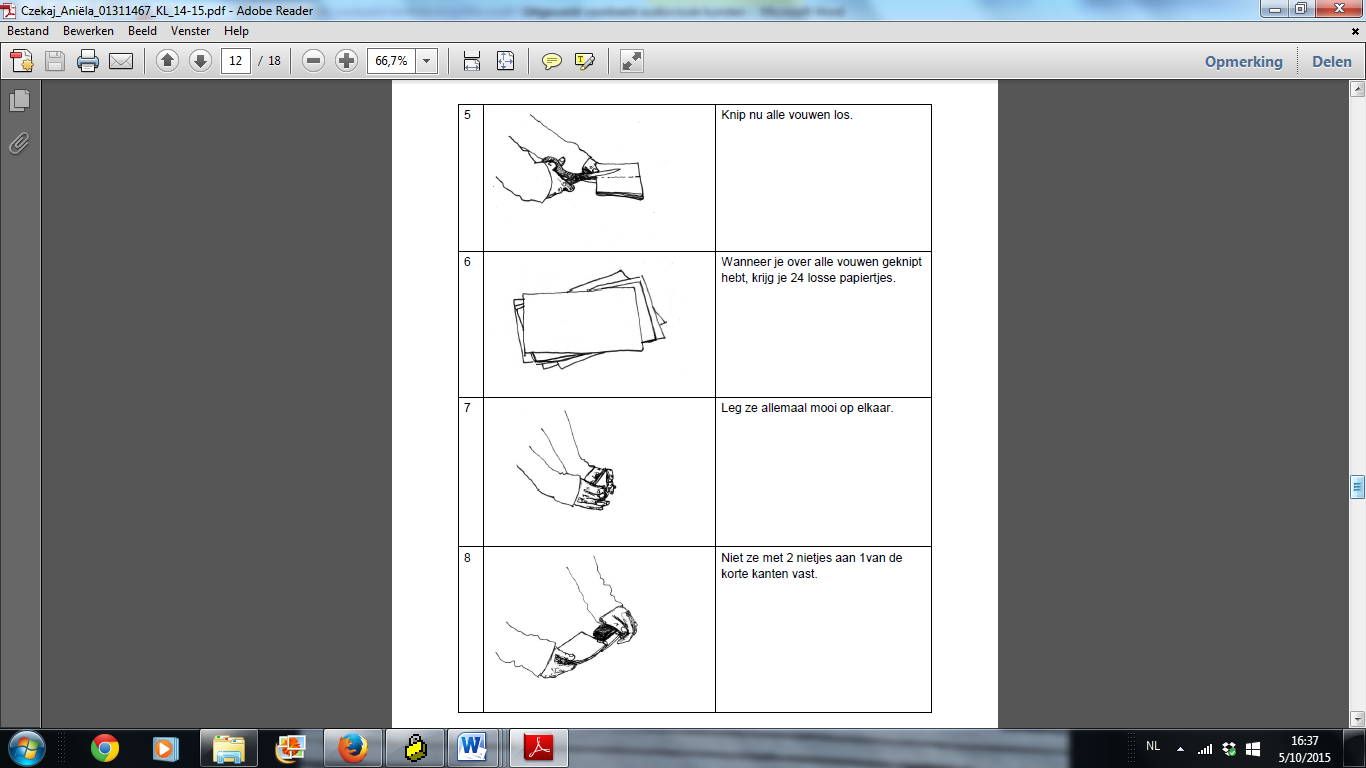 Czekaj_Aniëla_01311467_KL_14-15.pdf - Adobe Reader
Bestand Bewerken Beeld Venster Help
12 / 18 66,7% Opmerking Delen
5 Knip nu alle vouwen los.
6 Wanneer je over alle vouwen geknipt
hebt, krijg je 24 losse papiertjes.
7 Leg ze allemaal mooi op elkaar.
8 Niet ze met 2 nietjes aan 1van de
korte kanten vast.
NL 16:37
5/10/2015